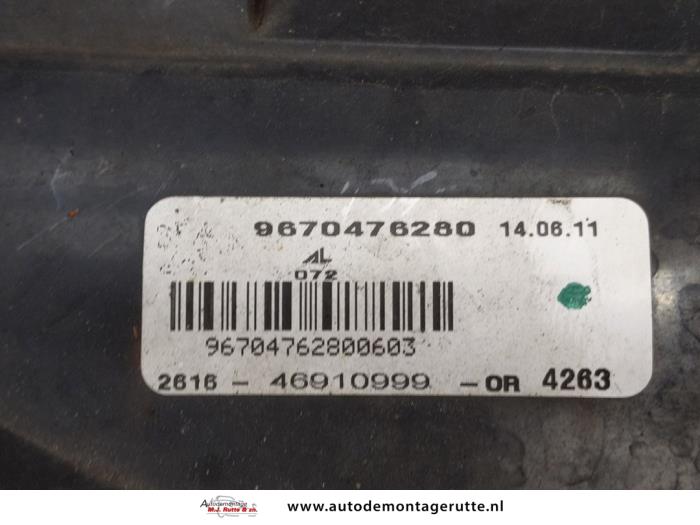 9670476280 14.06.11
AL
072
96704762800603
2616 - 46910999 - OR 4263
Autodemontage
M.J. Rutte & zn.
www.autodemontagerutte.nl